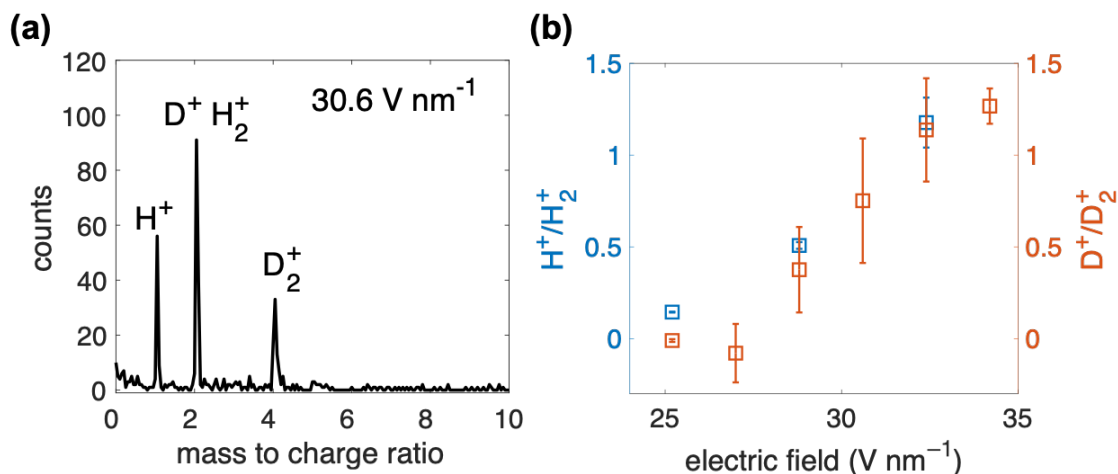 (a)
120
100
80
60
40
20
0
counts
H⁺
D⁺ H₂⁺
D₂⁺
30.6 V nm⁻¹
0 2 4 6 8 10
mass to charge ratio
(b)
1.5
1
0.5
0
H⁺/H₂⁺
1.5
1
0.5
0
D⁺/D₂⁺
25 30 35
electric field (V nm⁻¹)